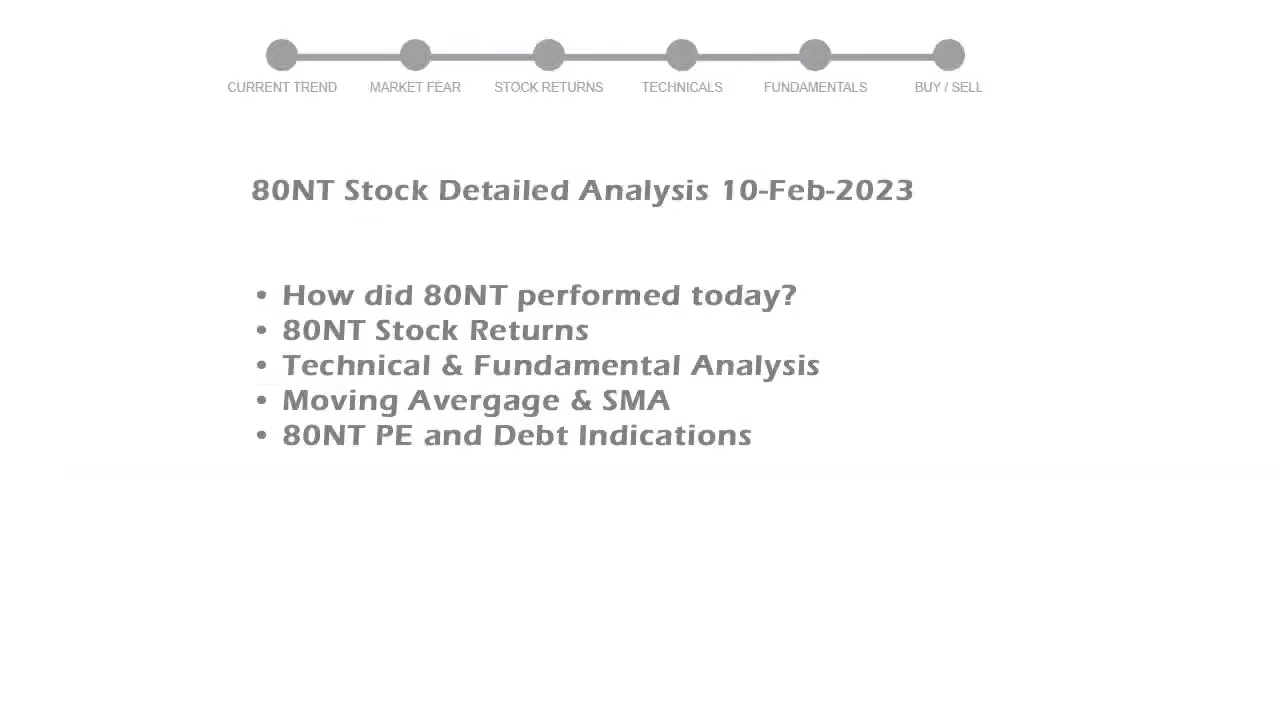 CURRENT TREND MARKET FEAR STOCK RETURNS TECHNICALS FUNDAMENTALS BUY / SELL
80NT Stock Detailed Analysis 10-Feb-2023
• How did 80NT performed today?
• 80NT Stock Returns
• Technical & Fundamental Analysis
• Moving Avergage & SMA
• 80NT PE and Debt Indications